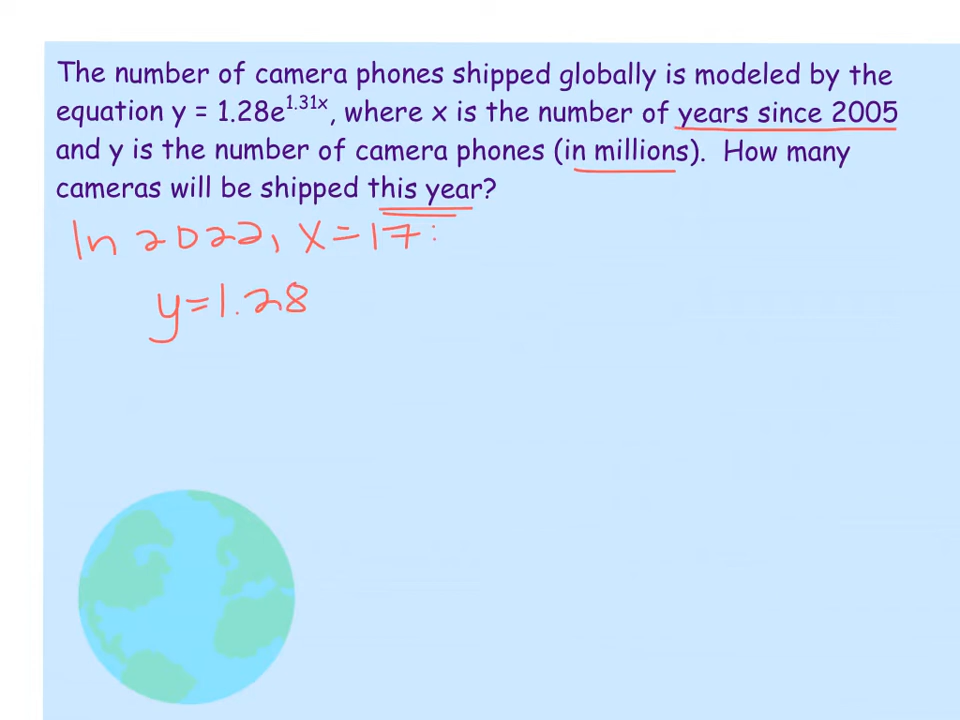 The number of camera phones shipped globally is modeled by the
equation y = 1.28e^1.31x, where x is the number of years since 2005
and y is the number of camera phones (in millions). How many
cameras will be shipped this year?
In 2022, x=17:
y=1.28